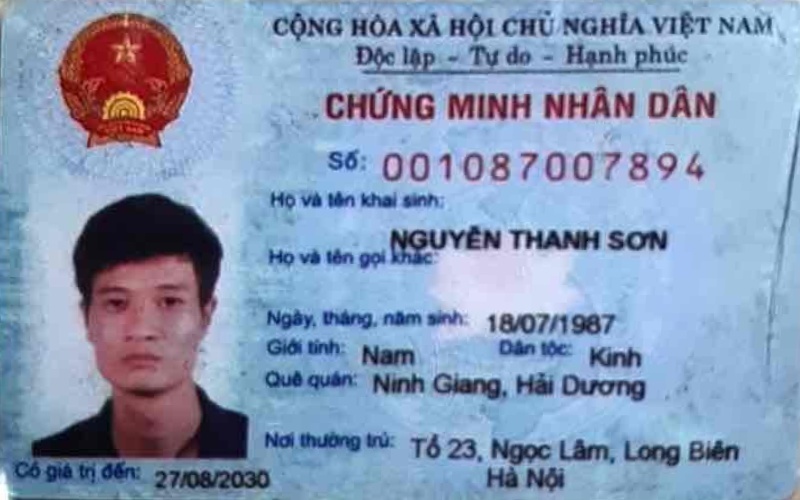 CỘNG HÒA XÃ HỘI CHỦ NGHĨA VIỆT NAM
Độc lập - Tự do - Hạnh phúc
CHỨNG MINH NHÂN DÂN
Số: 001087007894
Họ và tên khai sinh:
NGUYỄN THANH SƠN
Họ và tên gọi khác:
Ngày, tháng, năm sinh: 18/07/1987
Giới tính: Nam Dân tộc: Kinh
Quê quán: Ninh Giang, Hải Dương
Nơi thường trú: Tổ 23, Ngọc Lâm, Long Biên
Hà Nội
Có giá trị đến: 27/08/2030